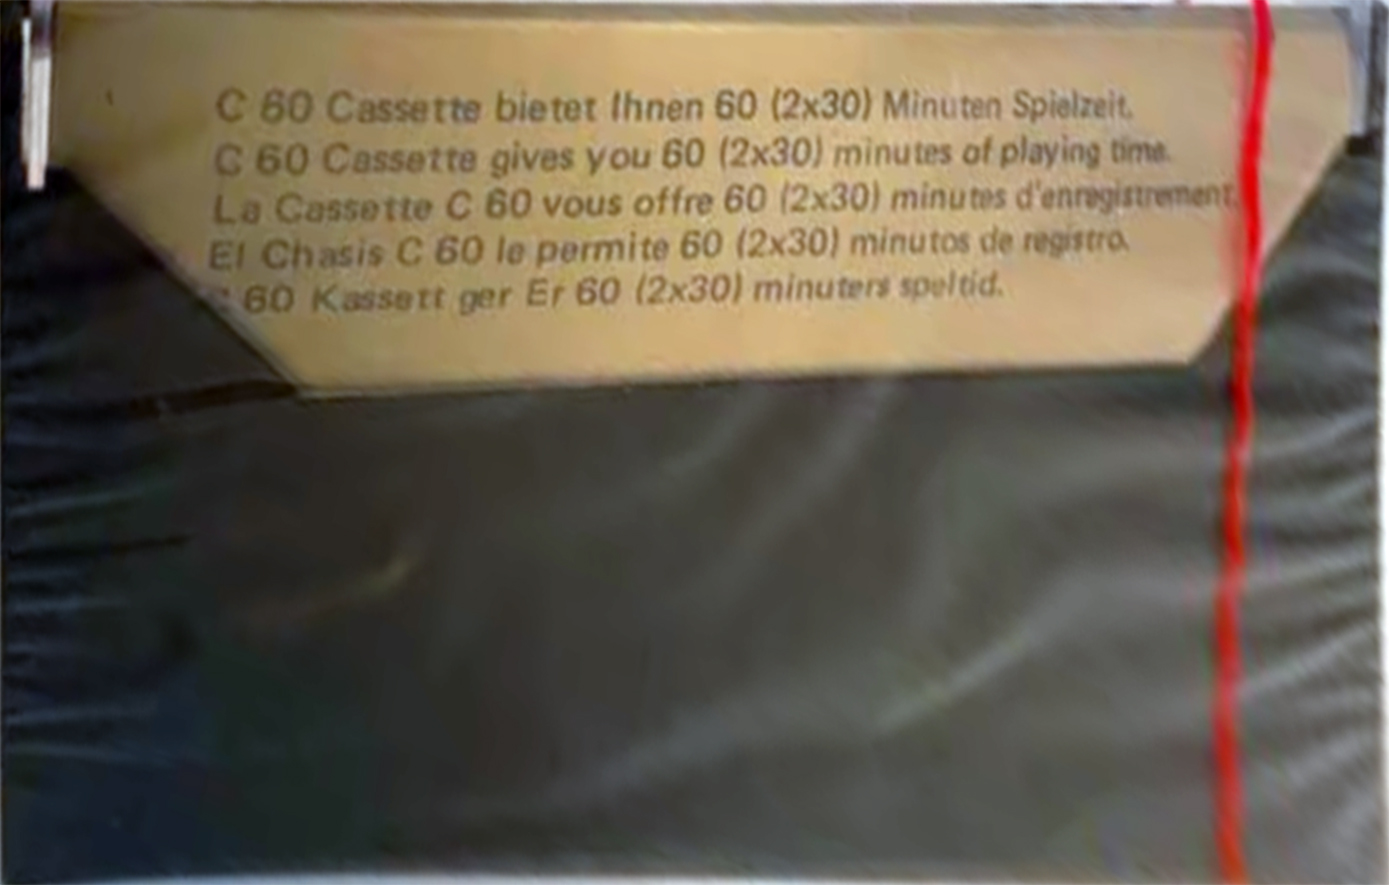 C 60 Cassette bietet Ihnen 60 (2x30) Minuten Spielzeit.
C 60 Cassette gives you 60 (2x30) minutes of playing time.
La Cassette C 60 vous offre 60 (2x30) minutes d'enregistrement.
El Chasis C 60 le permite 60 (2x30) minutos de registro.
C 60 Kassett ger Er 60 (2x30) minuters speltid.